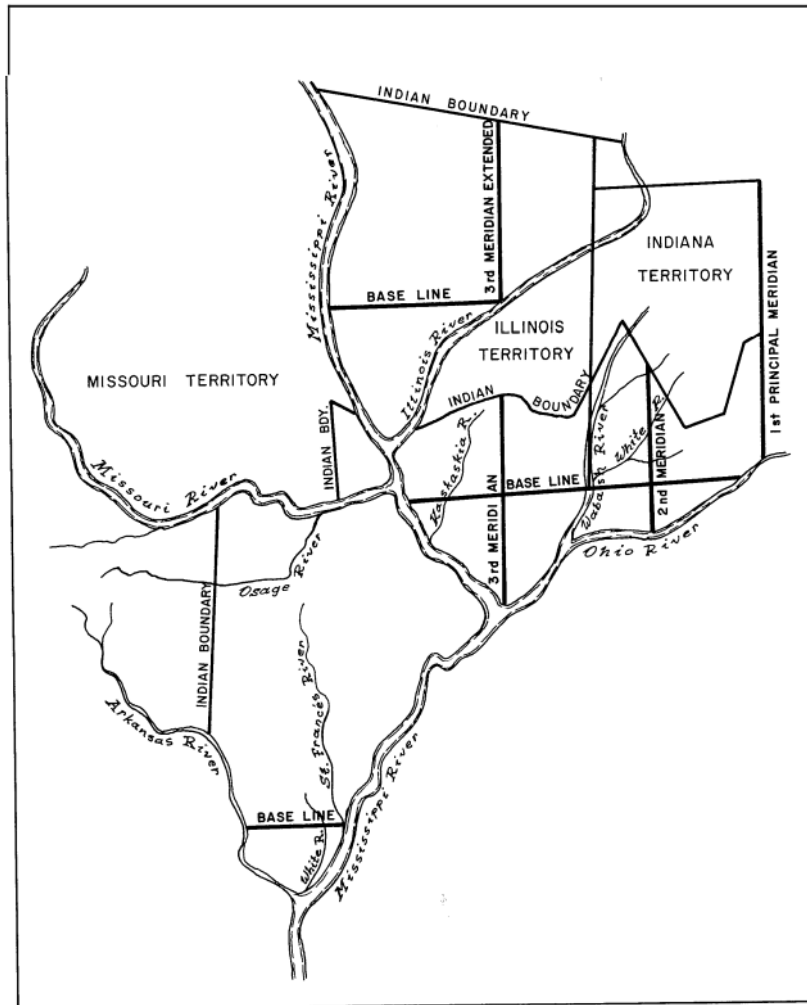 INDIAN BOUNDARY
3rd MERIDIAN EXTENDED
Mississippi River
INDIANA
TERRITORY
1st PRINCIPAL MERIDIAN
BASE LINE
Illinois River
ILLINOIS
TERRITORY
MISSOURI TERRITORY
INDIAN BOUNDARY
INDIAN BDY.
Kaskaskia R.
Wabash River
White R.
2nd MERIDIAN
Missouri River
BASE LINE
3rd MERIDIAN
Ohio River
Osage River
INDIAN BOUNDARY
Arkansas River
St. Francis River
Mississippi River
BASE LINE
White R.